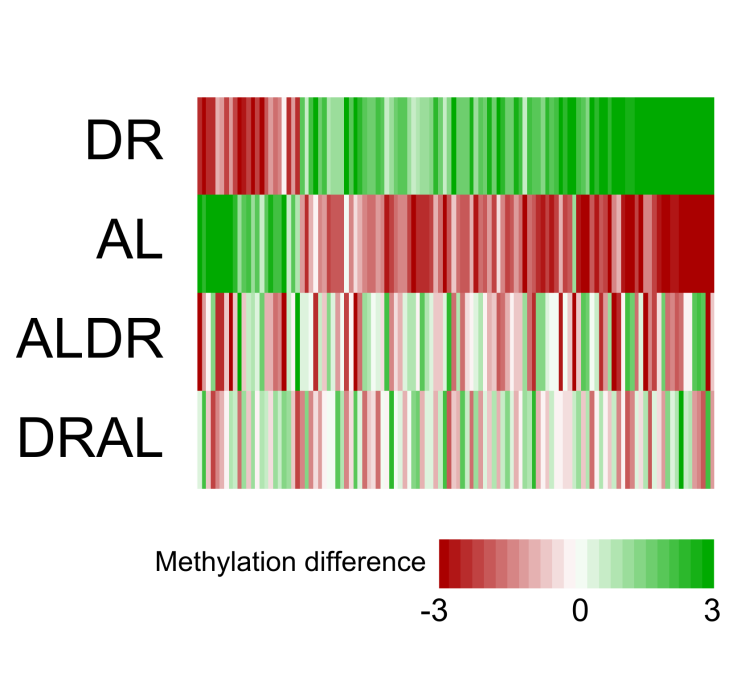 DR
AL
ALDR
DRAL
Methylation difference
-3 0 3